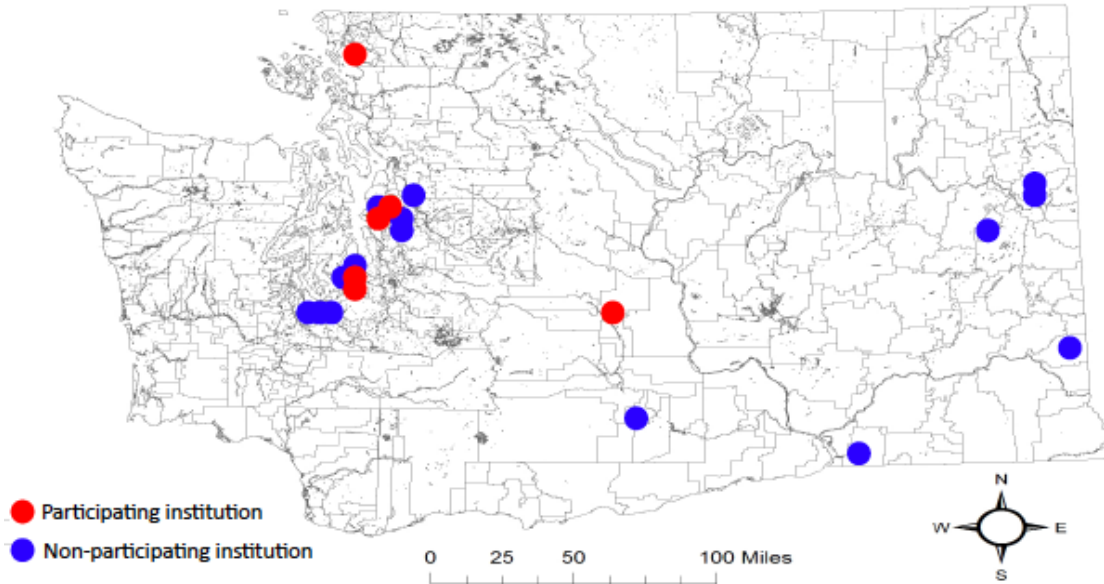 N
W E
S
Participating institution
Non-participating institution
0 25 50 100 Miles